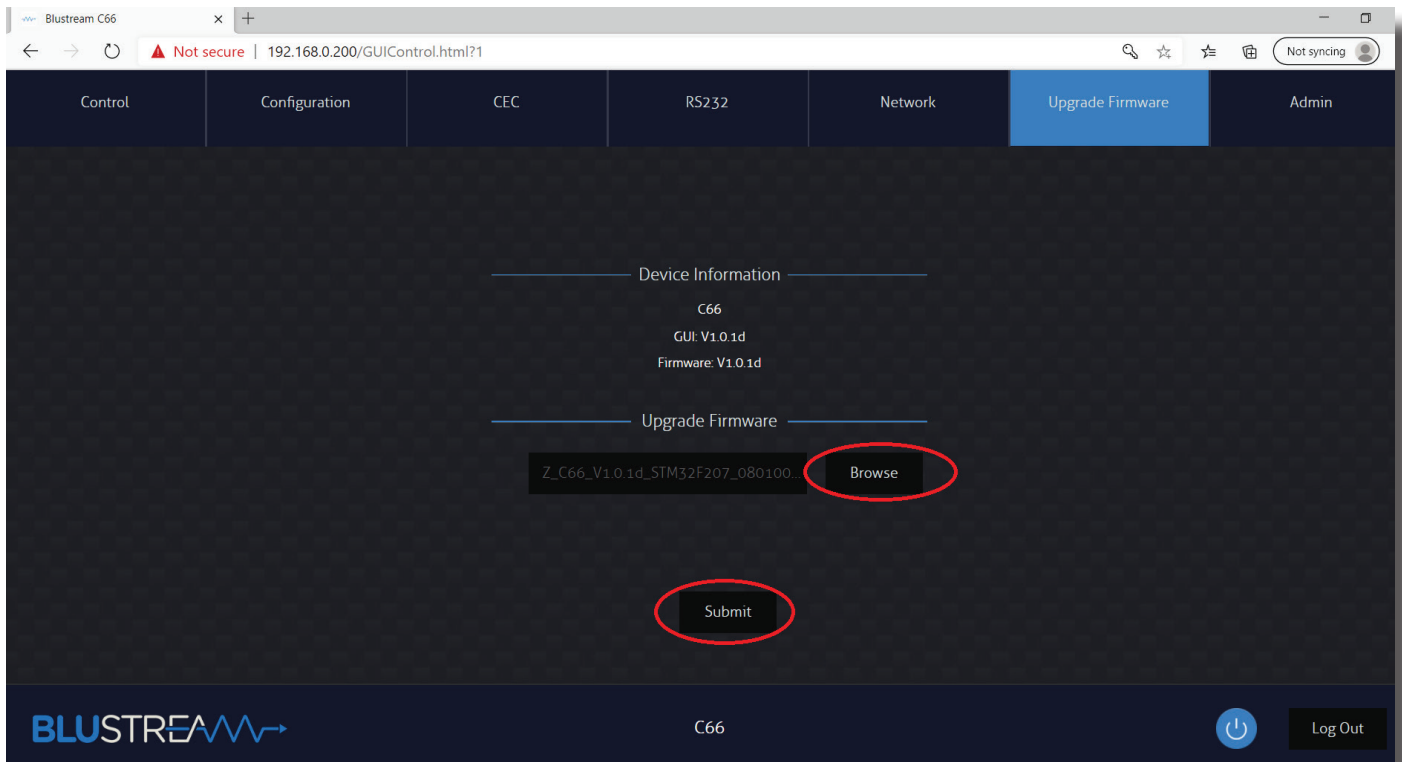 Blustream C66
Not secure | 192.168.0.200/GUIControl.html?1
Not syncing
Control Configuration CEC RS232 Network Upgrade Firmware Admin
Device Information
C66
GUI: V1.0.1d
Firmware: V1.0.1d
Upgrade Firmware
Z_C66_V1.0.1d_STM32F207_080100... Browse
Submit
BLUSTREAM C66 Log Out